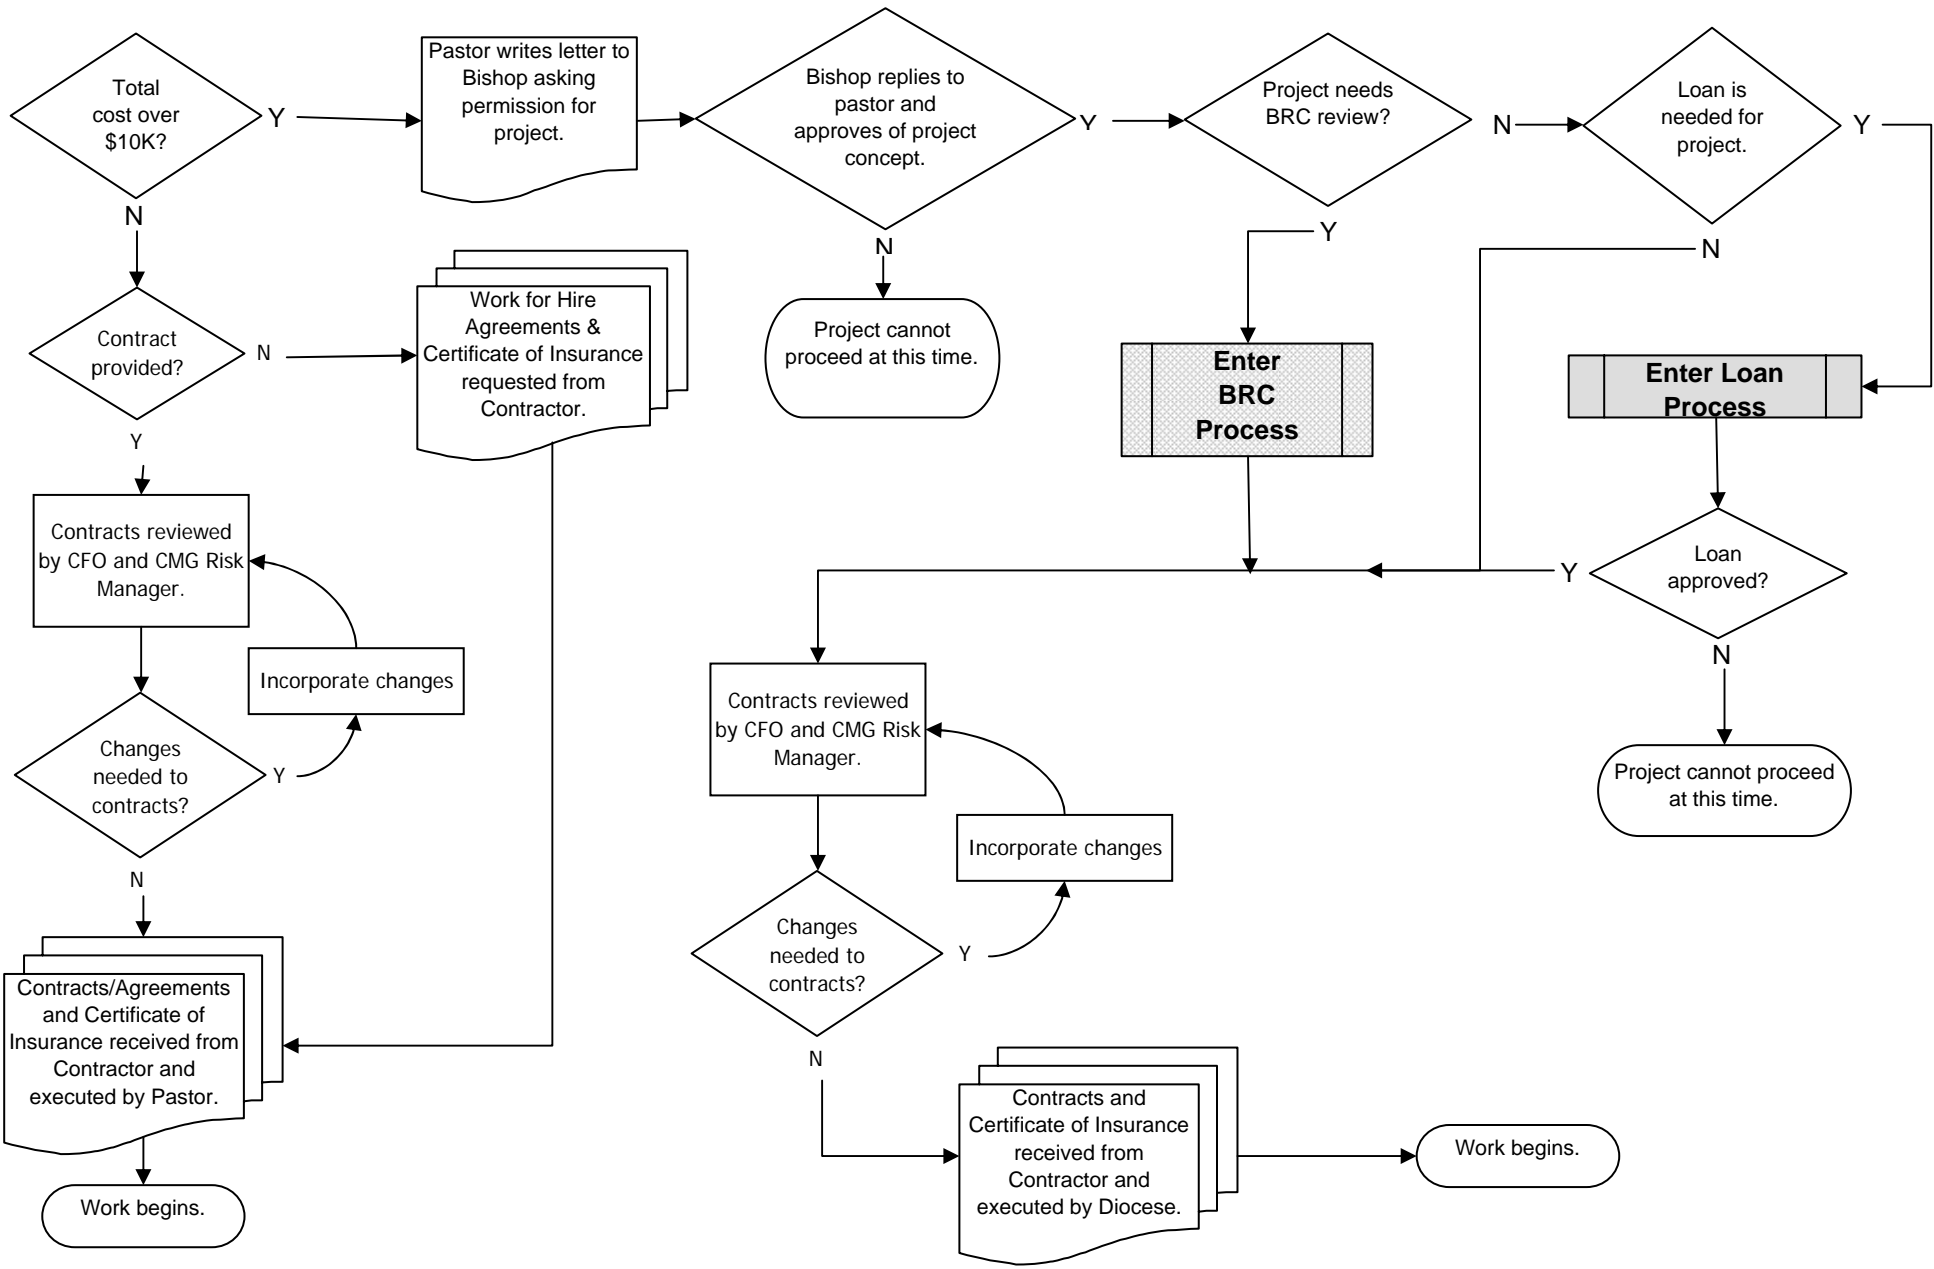 Total
cost over
$10K?
Y
Pastor writes letter to
Bishop asking
permission for
project.
Bishop replies to
pastor and
approves of project
concept.
Y
Project needs
BRC review?
N
Loan is
needed for
project.
Y
N
N
Y
N
Contract
provided?
N
Work for Hire
Agreements &
Certificate of Insurance
requested from
Contractor.
Project cannot
proceed at this time.
Enter
BRC
Process
Enter Loan
Process
Y
Contracts reviewed
by CFO and CMG Risk
Manager.
Incorporate changes
Changes
needed to
contracts?
Y
N
Contracts/Agreements
and Certificate of
Insurance received from
Contractor and
executed by Pastor.
Work begins.
Y
Loan
approved?
N
Project cannot proceed
at this time.
Contracts reviewed
by CFO and CMG Risk
Manager.
Incorporate changes
Changes
needed to
contracts?
Y
N
Contracts and
Certificate of Insurance
received from
Contractor and
executed by Diocese.
Work begins.